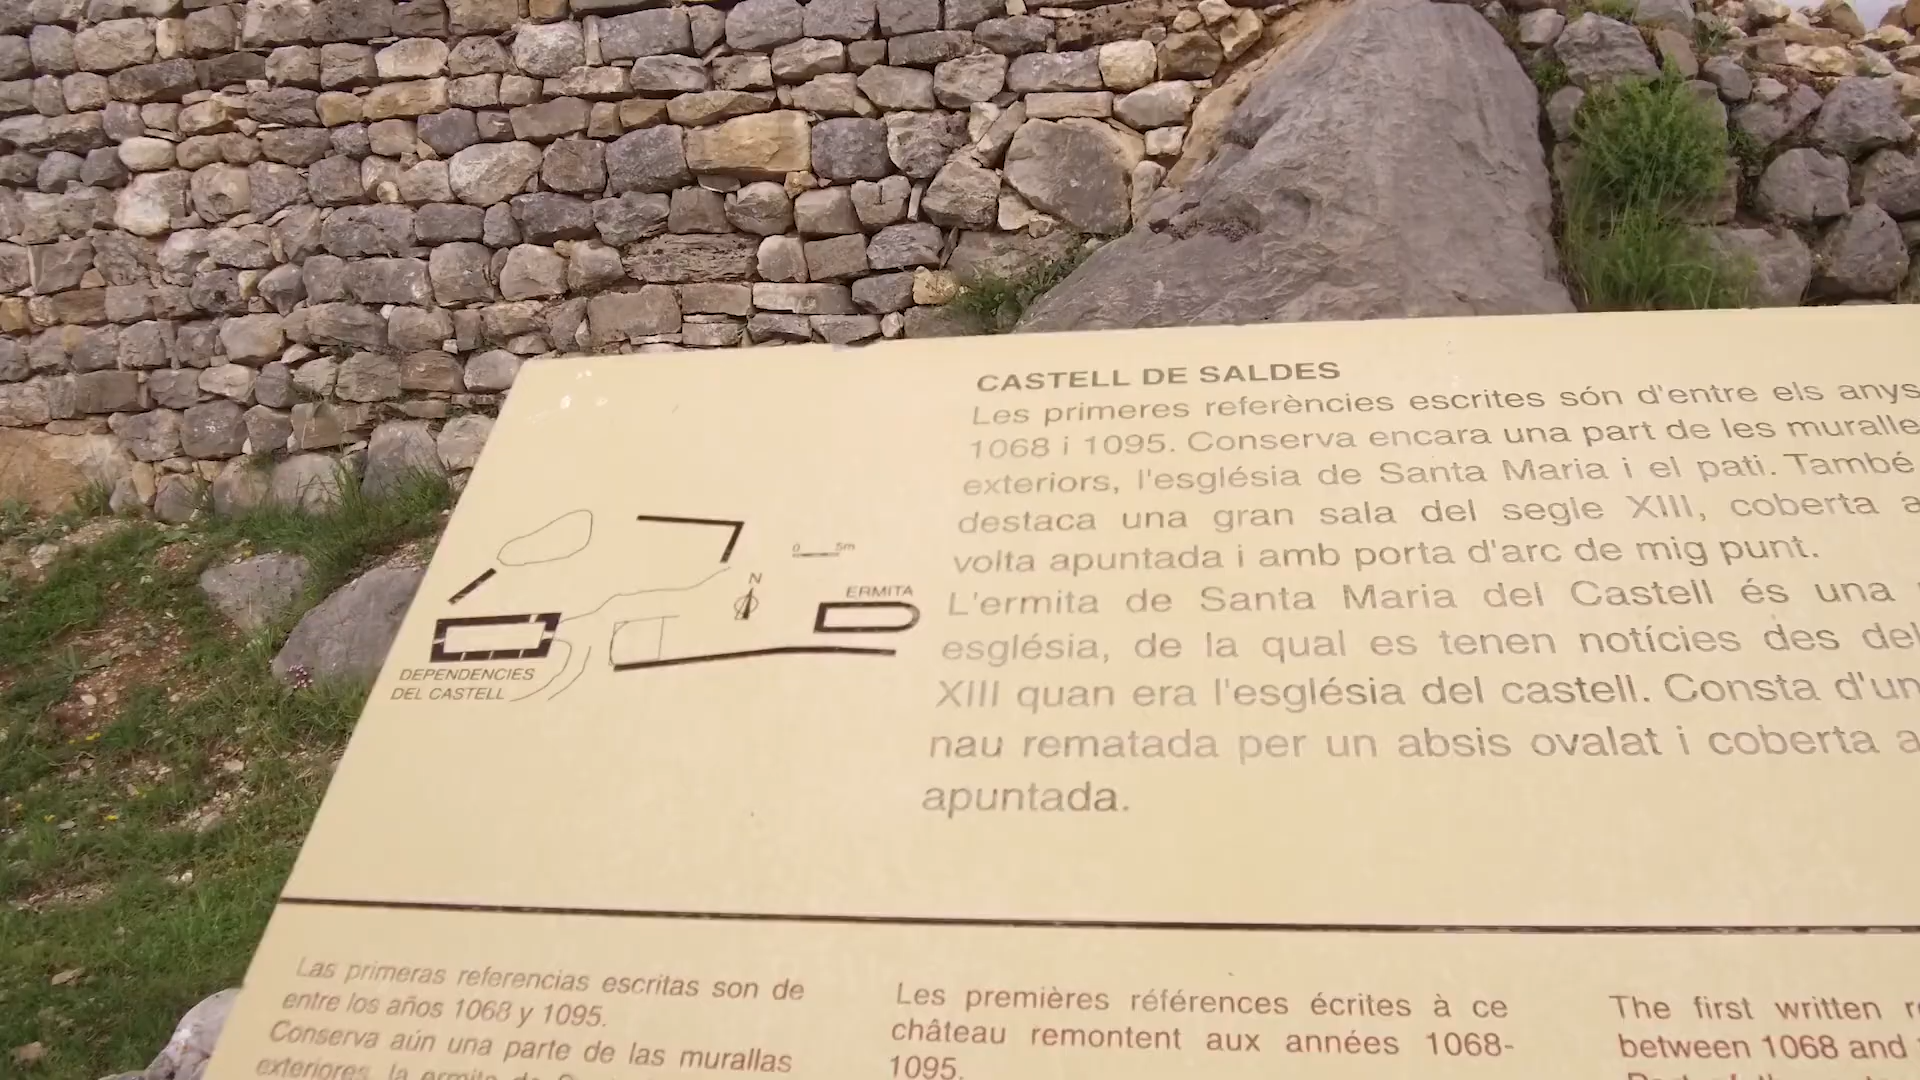 CASTELL DE SALDES
Les primeres referències escrites són d'entre els anys
1068 i 1095. Conserva encara una part de les muralle
exteriors, l'església de Santa Maria i el pati. També
destaca una gran sala del segle XIII, coberta a
volta apuntada i amb porta d'arc de mig punt.
L'ermita de Santa Maria del Castell és una
església, de la qual es tenen notícies des del
XIII quan era l'església del castell. Consta d'un
nau rematada per un absis ovalat i coberta a
apuntada.
0 5m
N
ERMITA
DEPENDENCIES
DEL CASTELL
Las primeras referencias escritas son de
entre los años 1068 y 1095.
Conserva aún una parte de las murallas
exteriores, la ermita de
Les premières références écrites à ce
château remontent aux années 1068-
1095.
The first written
between 1068 and